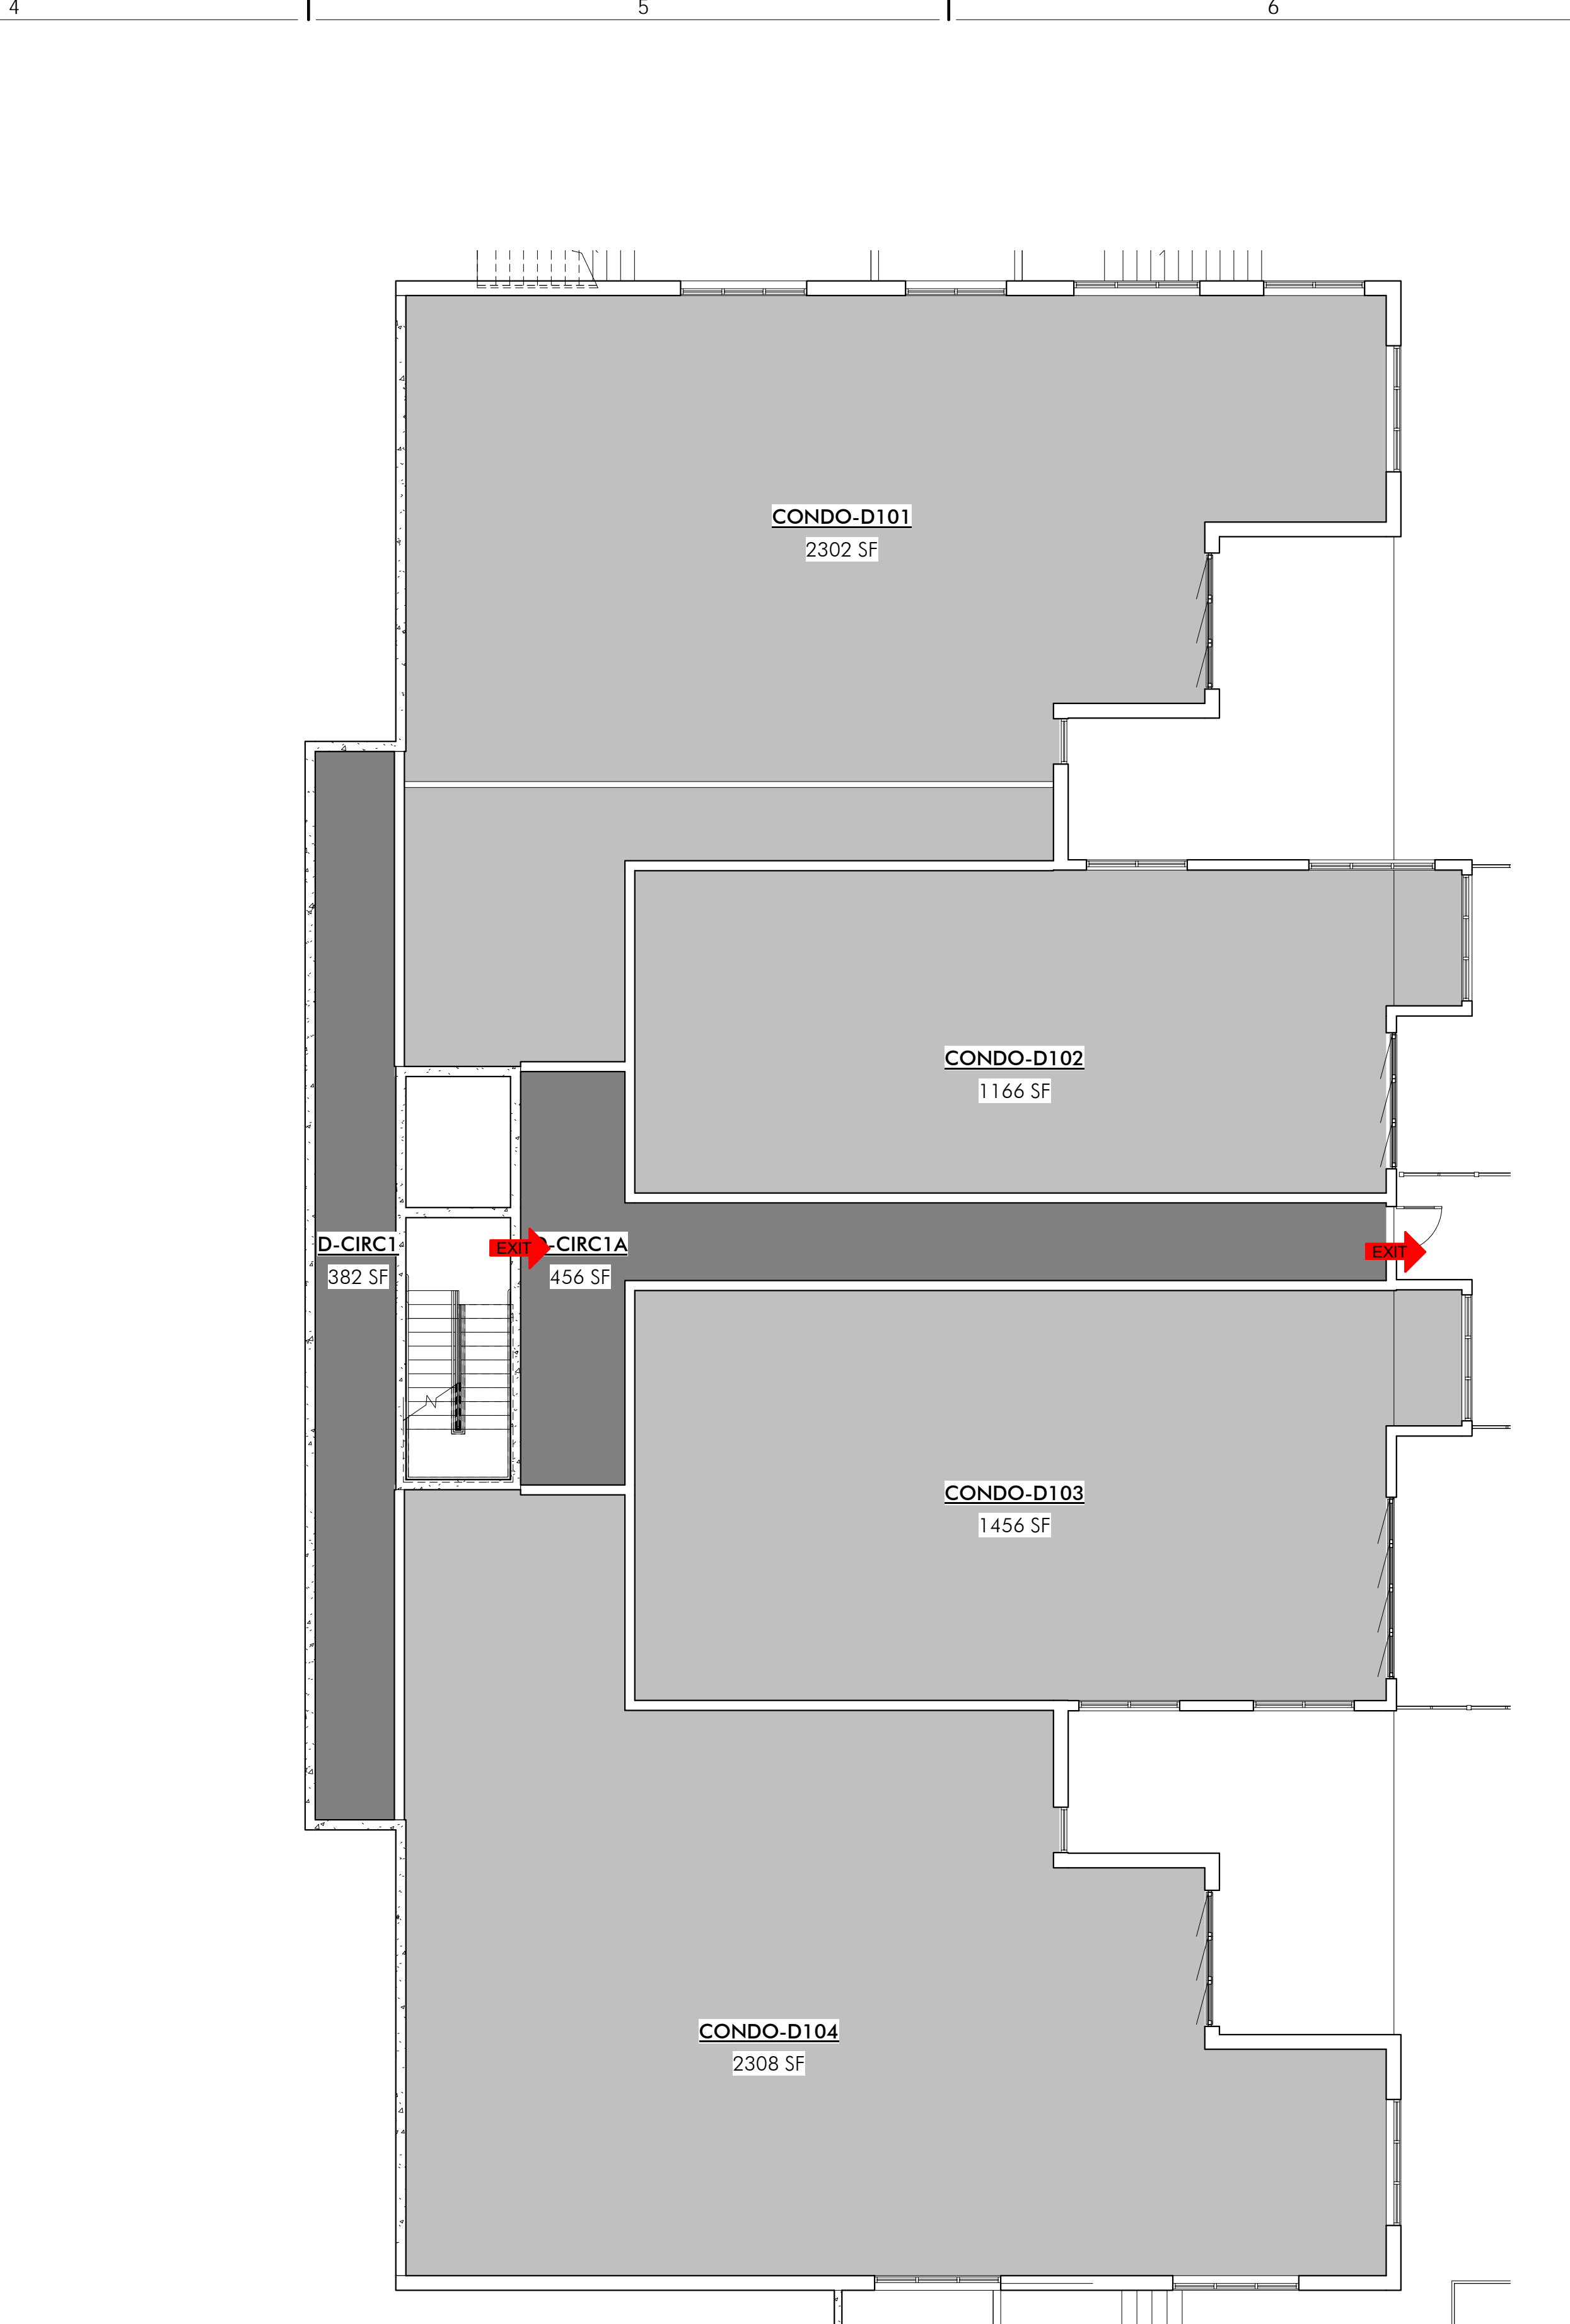 4 5 6
CONDO-D101
2302 SF
CONDO-D102
1166 SF
D-CIRC1
382 SF
EXIT
D-CIRC1A
456 SF
EXIT
CONDO-D103
1456 SF
CONDO-D104
2308 SF